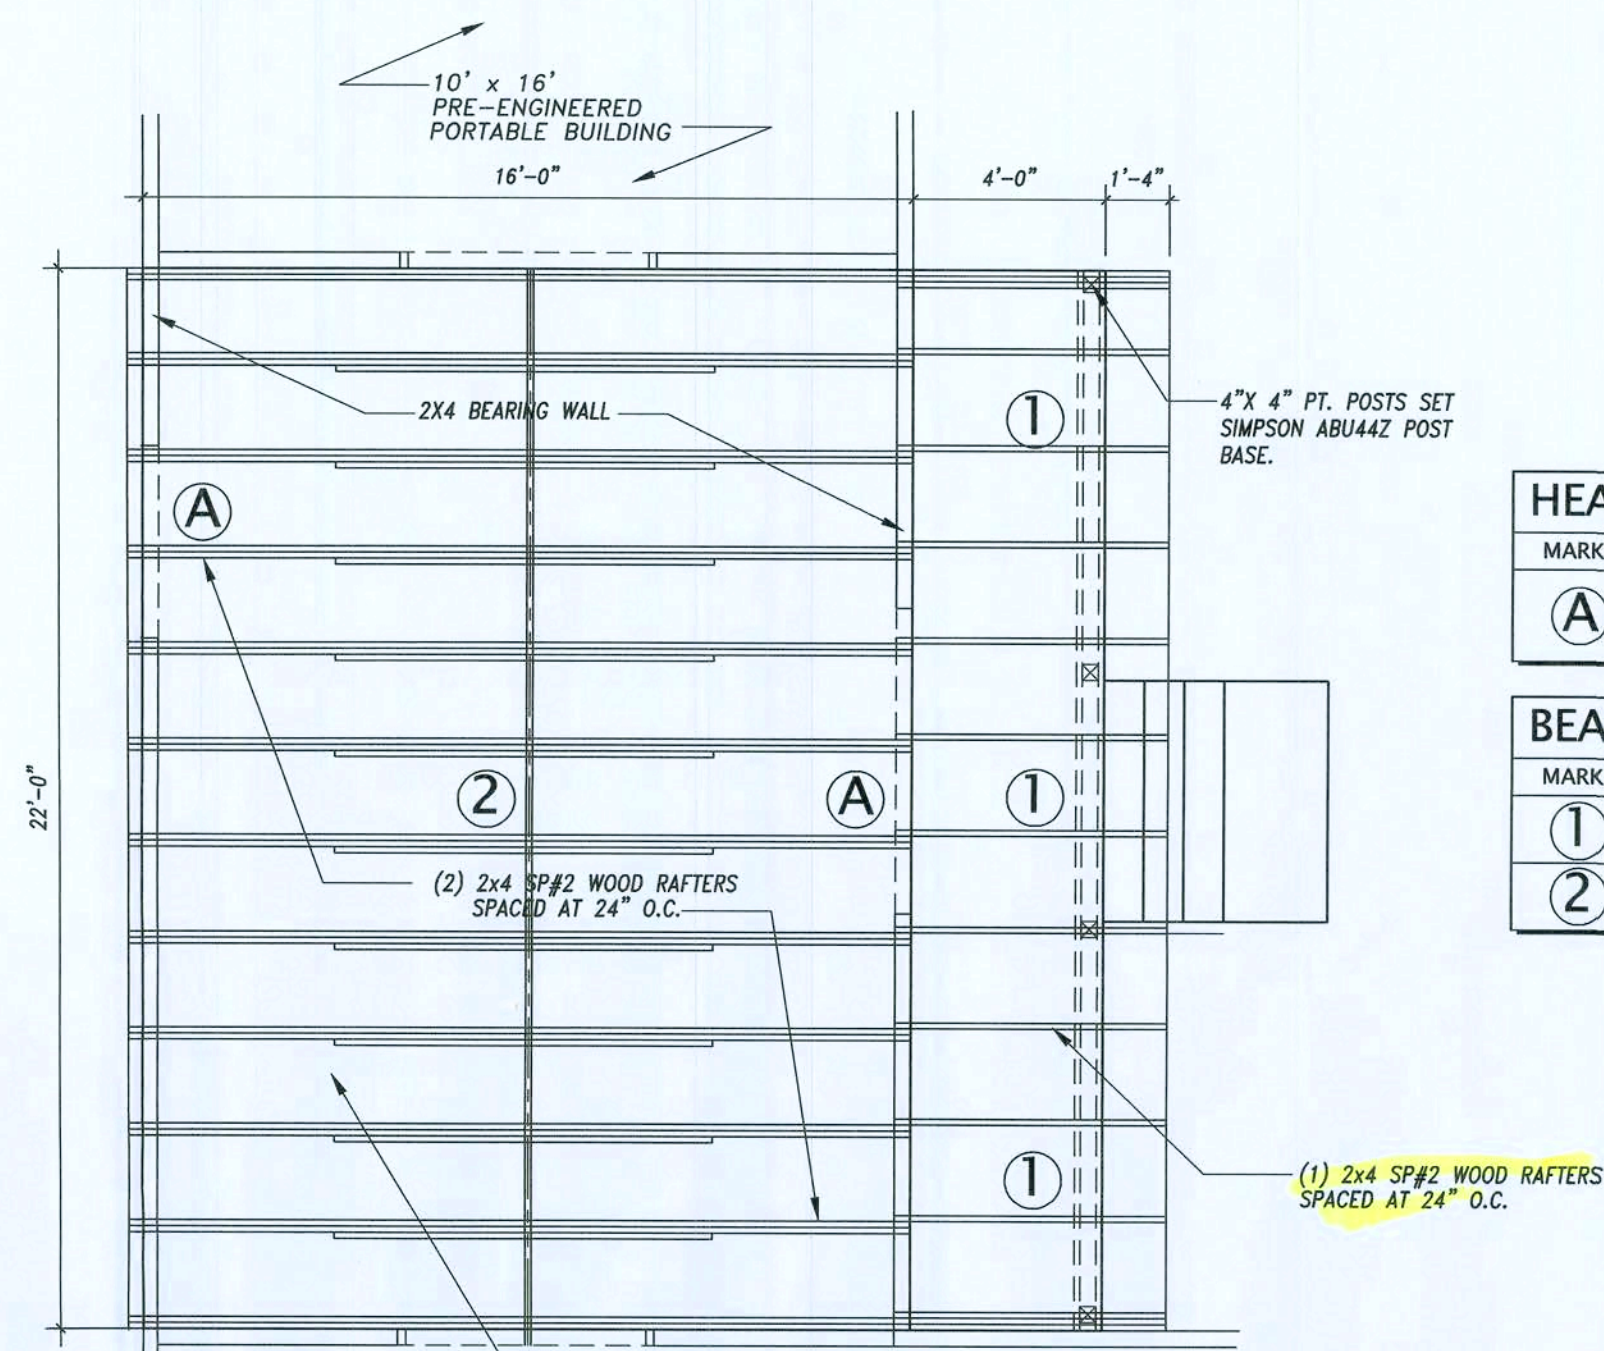 10' x 16'
PRE-ENGINEERED
PORTABLE BUILDING
16'-0"
4'-0"
1'-4"
2X4 BEARING WALL
1
4"X 4" PT. POSTS SET
SIMPSON ABU44Z POST
BASE.
A
HEA
MARK
A
BEA
MARK
1
2
22'-0"
2
A
1
(2) 2x4 SP#2 WOOD RAFTERS
SPACED AT 24" O.C.
1
(1) 2x4 SP#2 WOOD RAFTERS
SPACED AT 24" O.C.